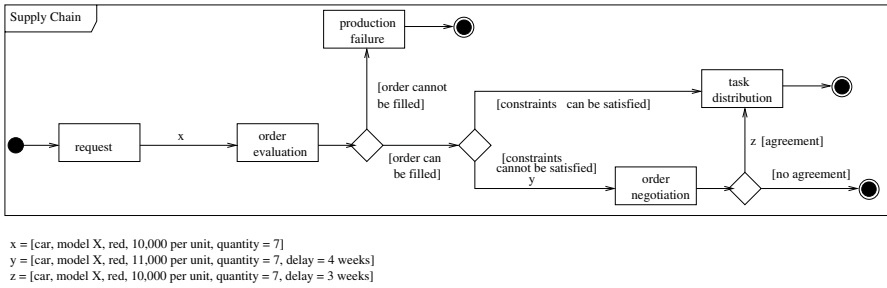 Supply Chain
production
failure
[order cannot
be filled]
[constraints can be satisfied]
task
distribution
request
x
order
evaluation
[order can
be filled]
[constraints
cannot be satisfied]
y
order
negotiation
z [agreement]
[no agreement]
x = [car, model X, red, 10,000 per unit, quantity = 7]
y = [car, model X, red, 11,000 per unit, quantity = 7, delay = 4 weeks]
z = [car, model X, red, 10,000 per unit, quantity = 7, delay = 3 weeks]